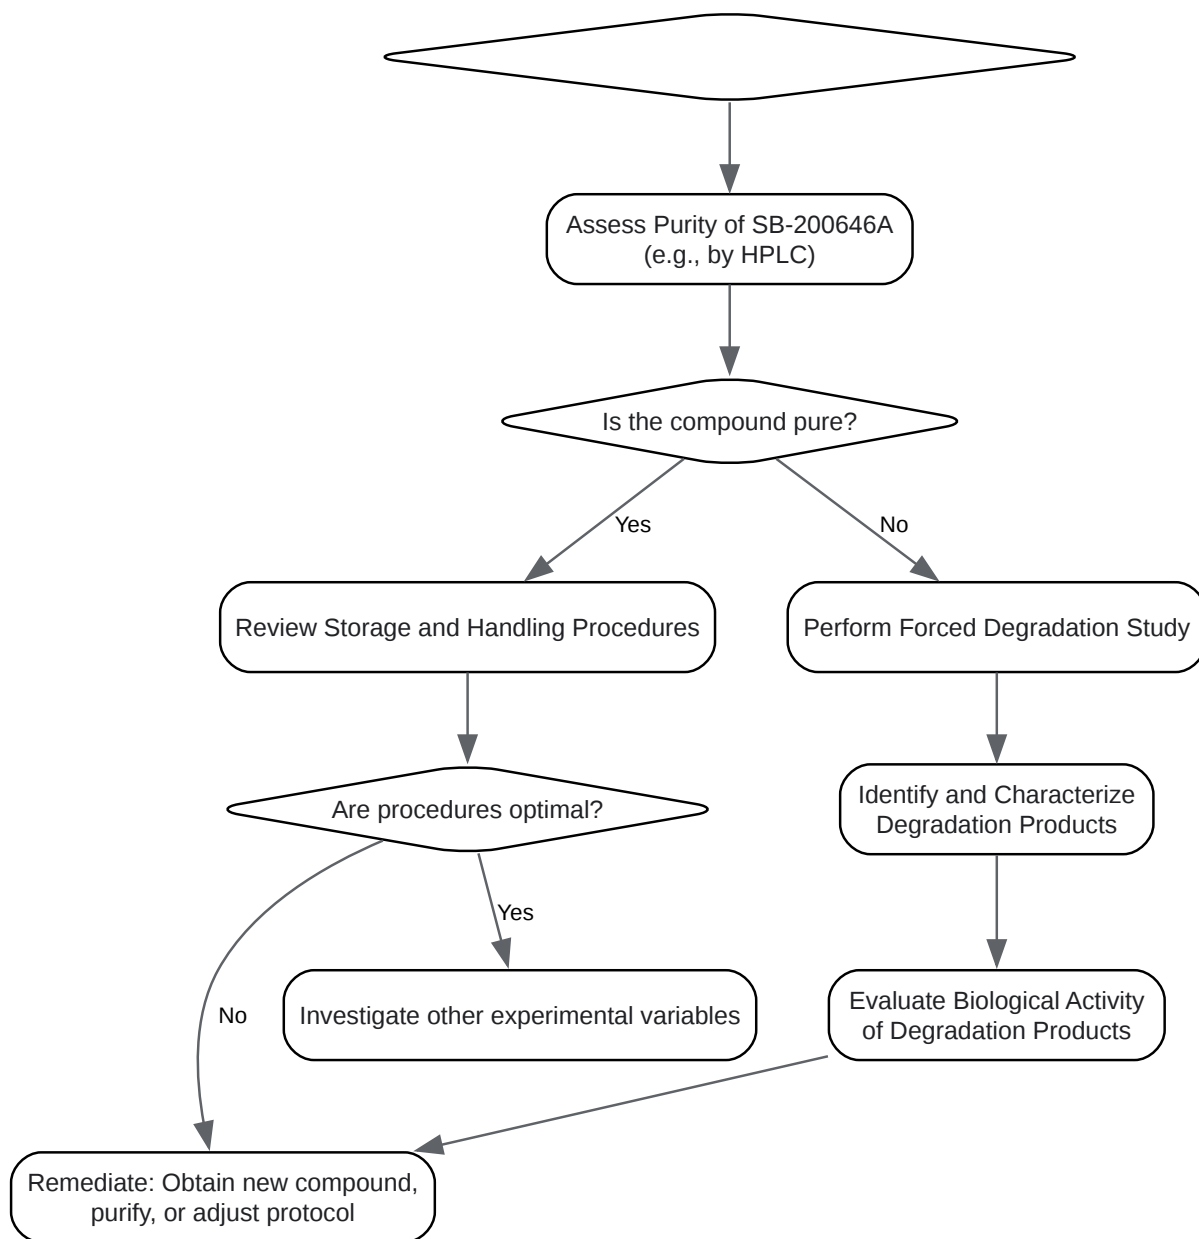 Assess Purity of SB-200646A
(e.g., by HPLC)
Is the compound pure?
Yes
No
Review Storage and Handling Procedures
Perform Forced Degradation Study
Are procedures optimal?
Identify and Characterize
Degradation Products
Yes
No
Investigate other experimental variables
Evaluate Biological Activity
of Degradation Products
Remediate: Obtain new compound,
purify, or adjust protocol